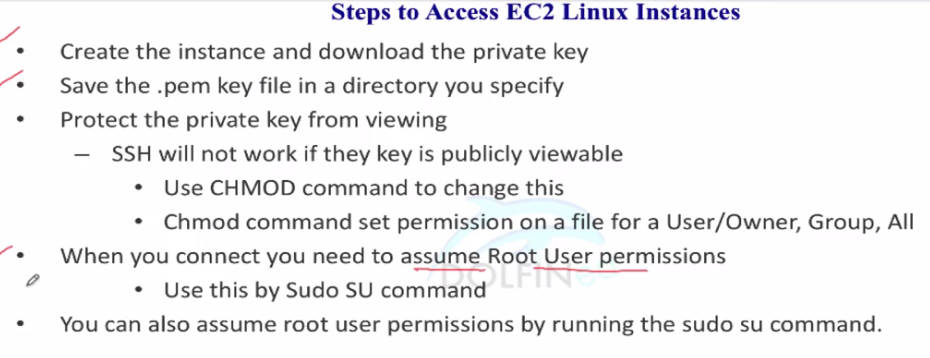 Steps to Access EC2 Linux Instances
• Create the instance and download the private key
• Save the .pem key file in a directory you specify
• Protect the private key from viewing
– SSH will not work if they key is publicly viewable
• Use CHMOD command to change this
• Chmod command set permission on a file for a User/Owner, Group, All
• When you connect you need to assume Root User permissions
• Use this by Sudo SU command
DOLFIN
• You can also assume root user permissions by running the sudo su command.